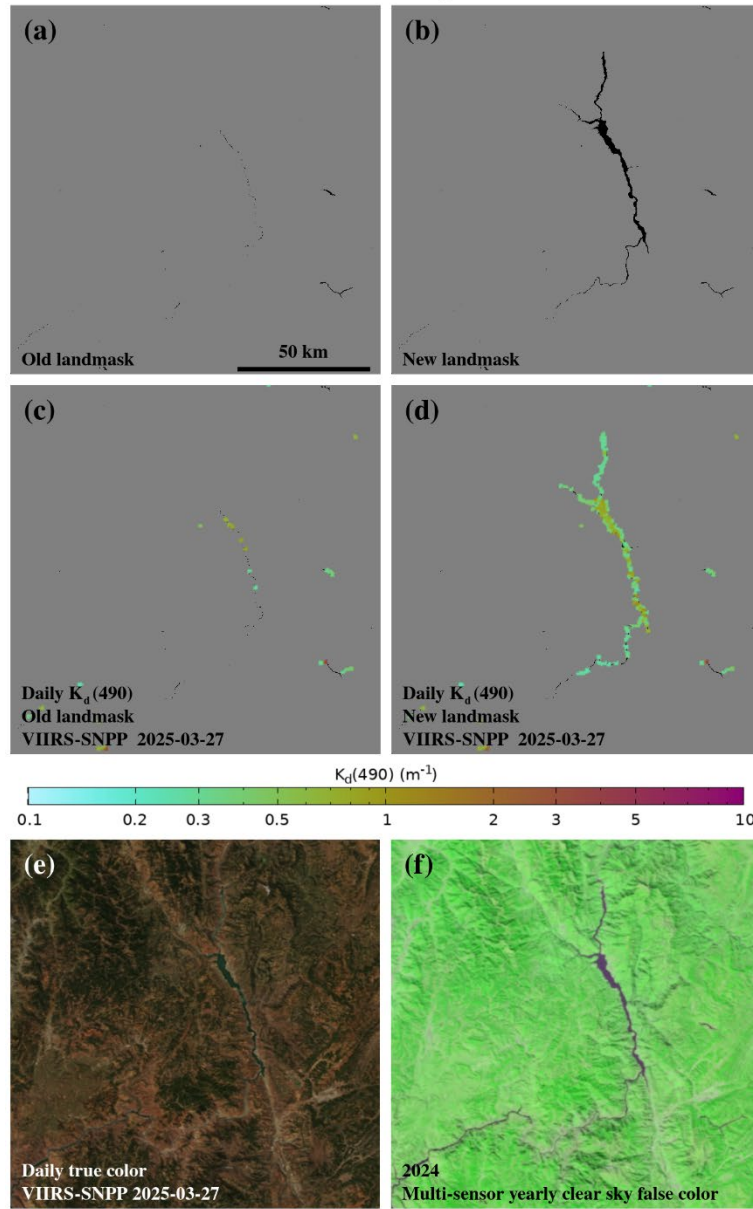 (a)
Old landmask
50 km
(b)
New landmask
(c)
Daily K_d (490)
Old landmask
VIIRS-SNPP 2025-03-27
(d)
Daily K_d (490)
New landmask
VIIRS-SNPP 2025-03-27
K_d(490) (m⁻¹)
0.1 0.2 0.3 0.5 1 2 3 5 10
(e)
Daily true color
VIIRS-SNPP 2025-03-27
(f)
2024
Multi-sensor yearly clear sky false color